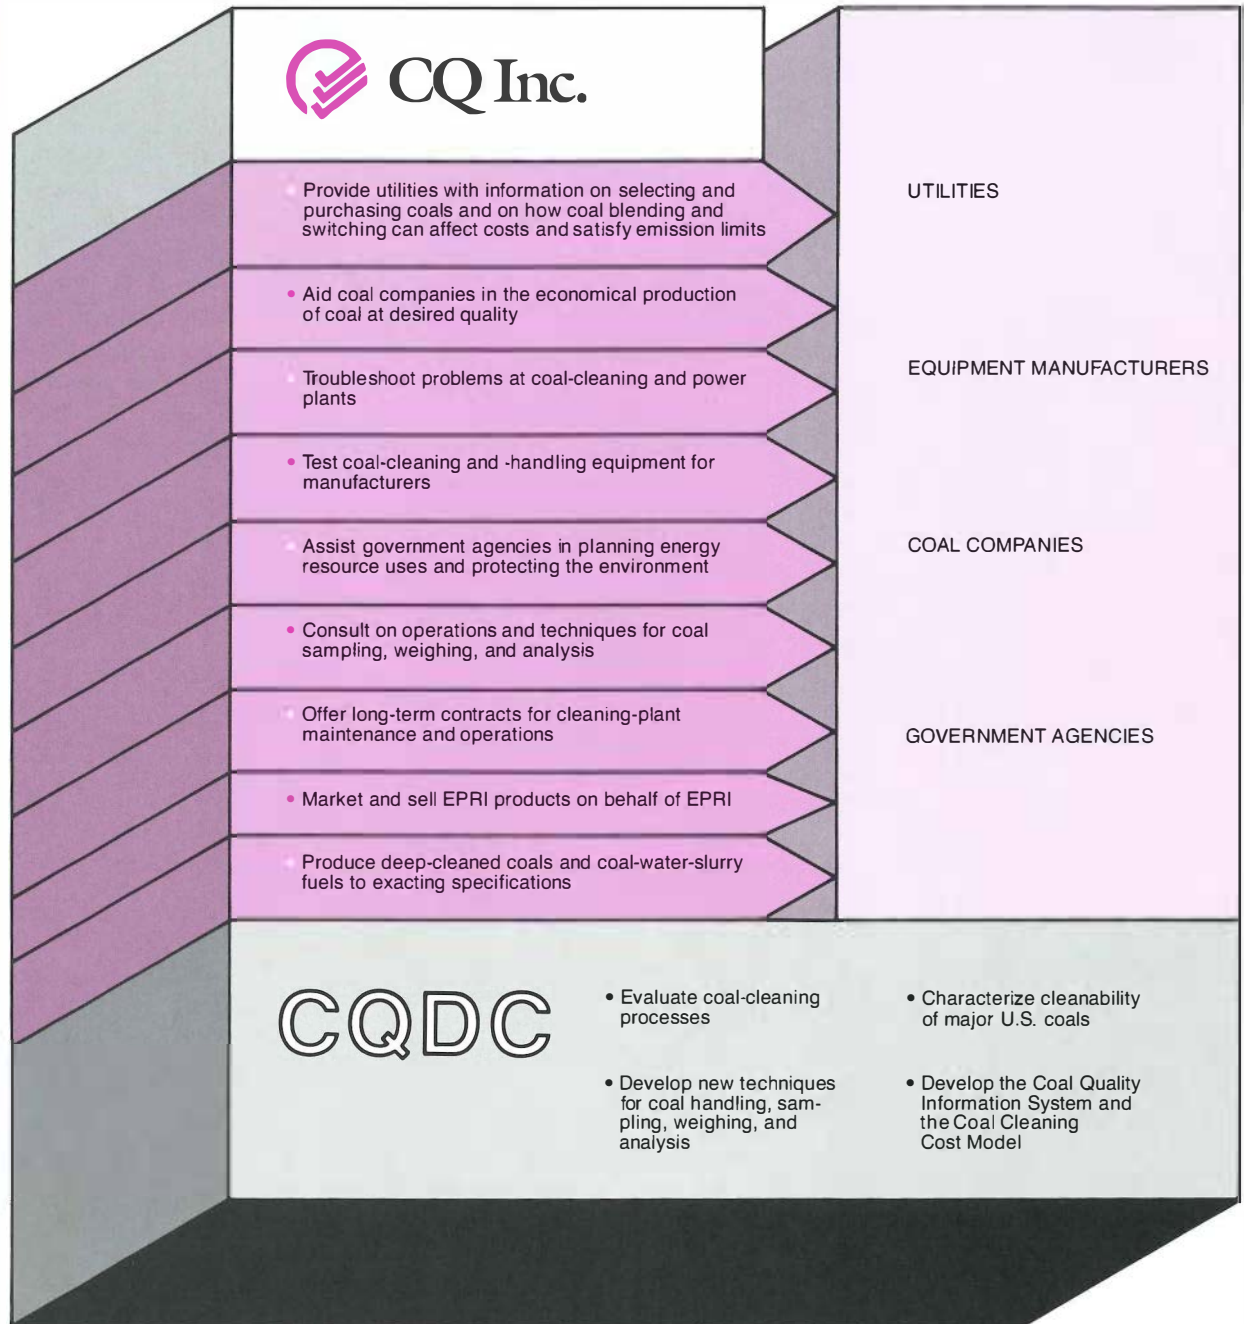 CQ Inc.
• Provide utilities with information on selecting and
purchasing coals and on how coal blending and
switching can affect costs and satisfy emission limits
• Aid coal companies in the economical production
of coal at desired quality
• Troubleshoot problems at coal-cleaning and power
plants
• Test coal-cleaning and -handling equipment for
manufacturers
• Assist government agencies in planning energy
resource uses and protecting the environment
• Consult on operations and techniques for coal
sampling, weighing, and analysis
• Offer long-term contracts for cleaning-plant
maintenance and operations
• Market and sell EPRI products on behalf of EPRI
• Produce deep-cleaned coals and coal-water-slurry
fuels to exacting specifications
UTILITIES
EQUIPMENT MANUFACTURERS
COAL COMPANIES
GOVERNMENT AGENCIES
CQDC
• Evaluate coal-cleaning
processes
• Develop new techniques
for coal handling, sam-
pling, weighing, and
analysis
• Characterize cleanability
of major U.S. coals
• Develop the Coal Quality
Information System and
the Coal Cleaning
Cost Model